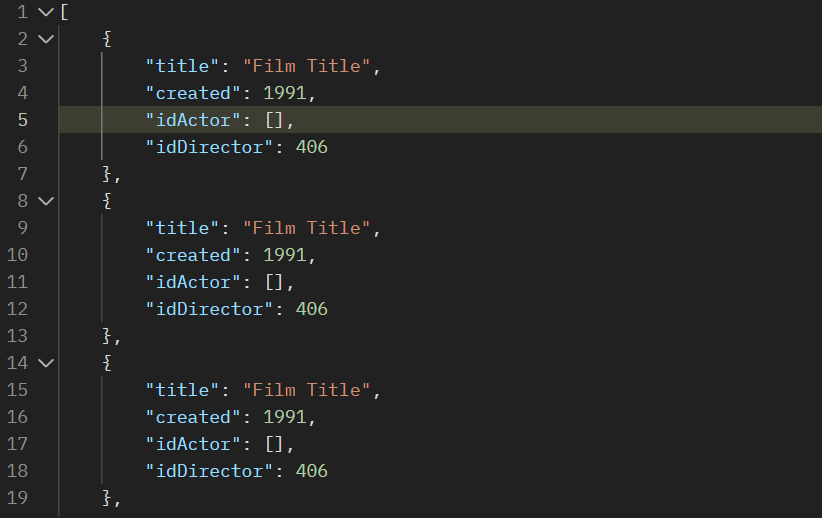 1 [
2     {
3         "title": "Film Title",
4         "created": 1991,
5         "idActor": [],
6         "idDirector": 406
7     },
8     {
9         "title": "Film Title",
10         "created": 1991,
11         "idActor": [],
12         "idDirector": 406
13     },
14     {
15         "title": "Film Title",
16         "created": 1991,
17         "idActor": [],
18         "idDirector": 406
19     },